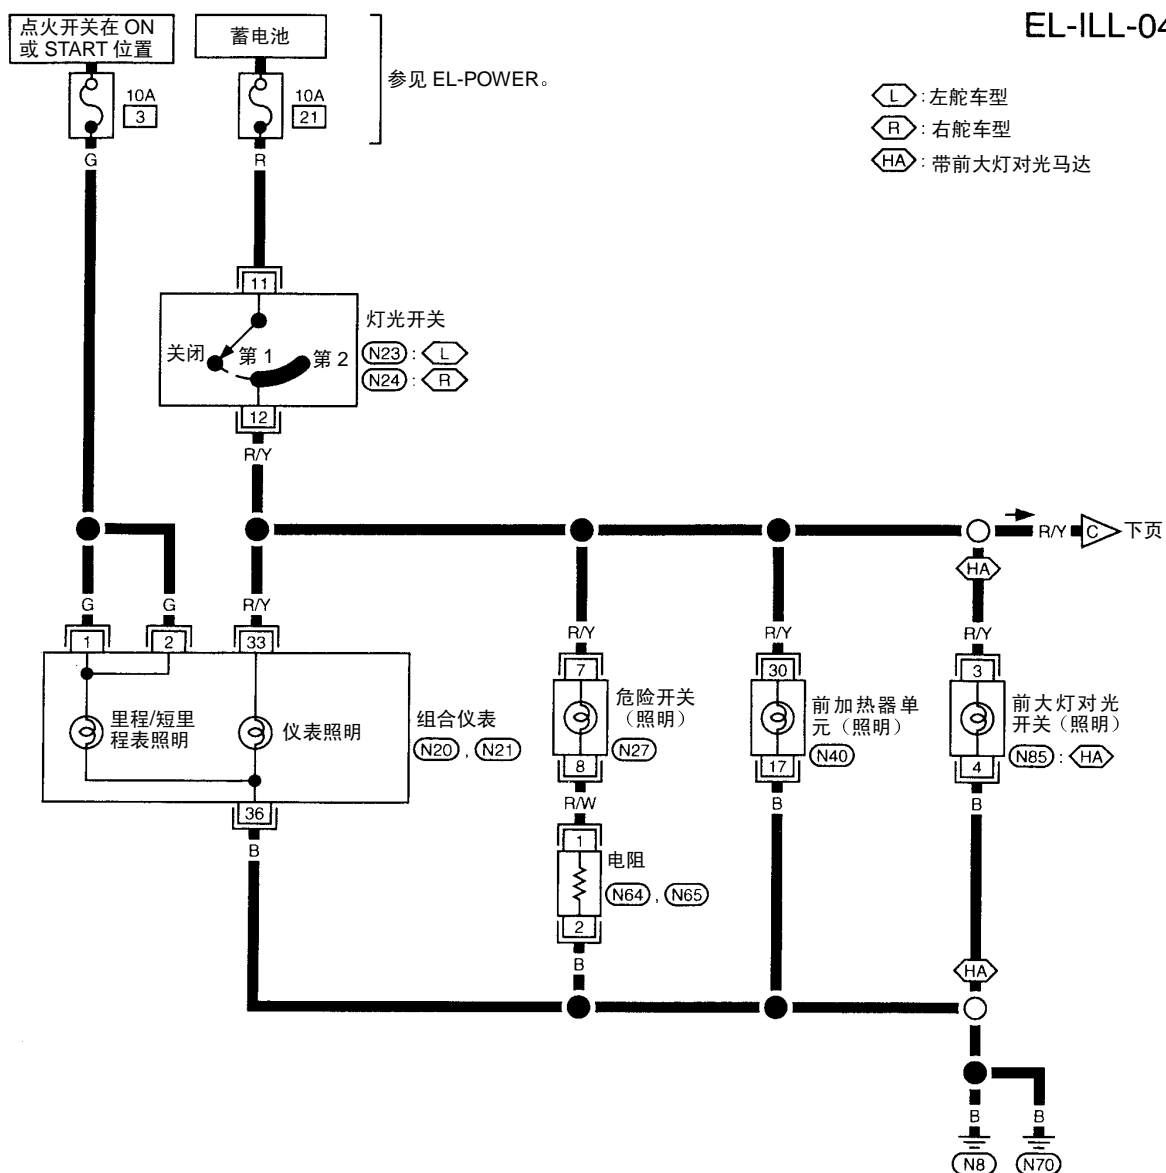 EL-ILL-04
点火开关在 ON
或 START 位置
蓄电池
参见 EL-POWER。
10A
3
10A
21
L : 左舵车型
R : 右舵车型
HA : 带前大灯对光马达
G
R
11
灯光开关
关闭
第 1
第 2
N23 : L
N24 : R
12
R/Y
R/Y
C
下页
HA
G
G
R/Y
R/Y
R/Y
R/Y
1
2
33
7
30
3
里程/短里
程表照明
仪表照明
组合仪表
N20 , N21
危险开关
（照明）
N27
前加热器单
元（照明）
N40
前大灯对光
开关（照明）
N85 : HA
36
8
17
4
B
R/W
B
B
1
电阻
N64 , N65
2
B
HA
B
B
N8
N70